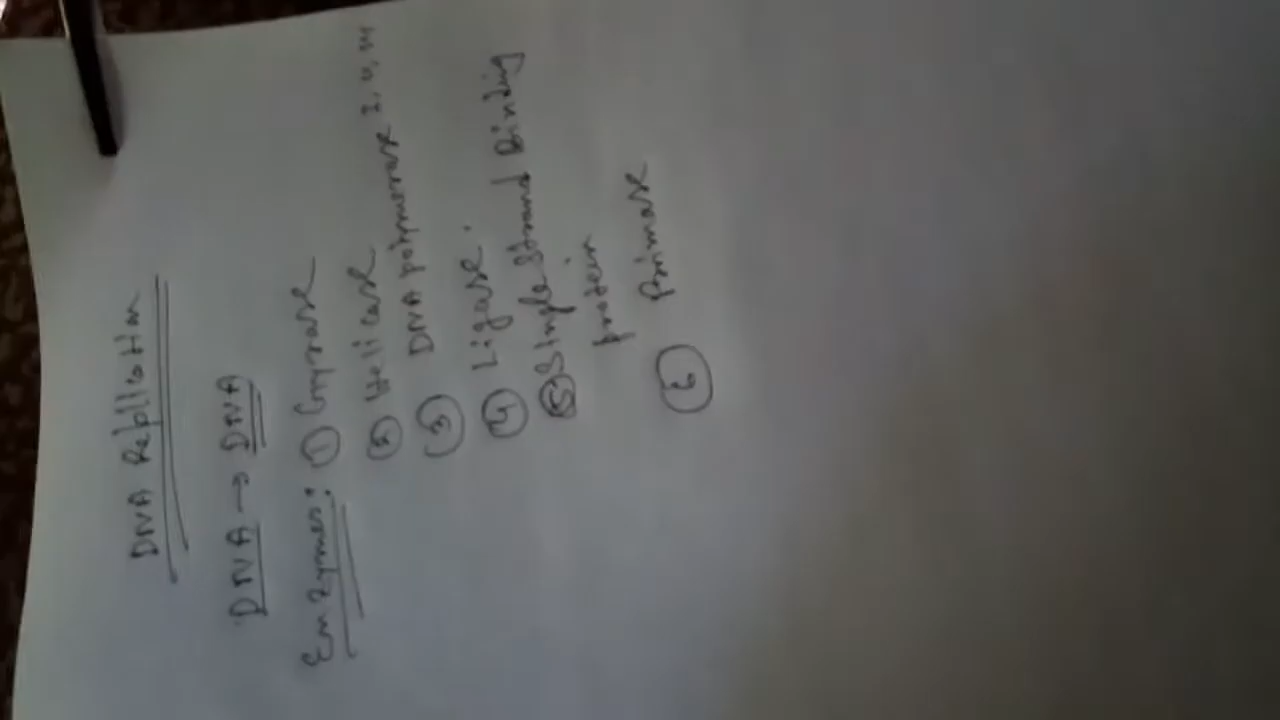 DNA Replication
DNA → DNA
Enzymes: ① Gyrase
② Helicase
③ DNA polymerase I, II, III
④ Ligase.
⑤ Single Strand Binding
protein
⑥ Primase